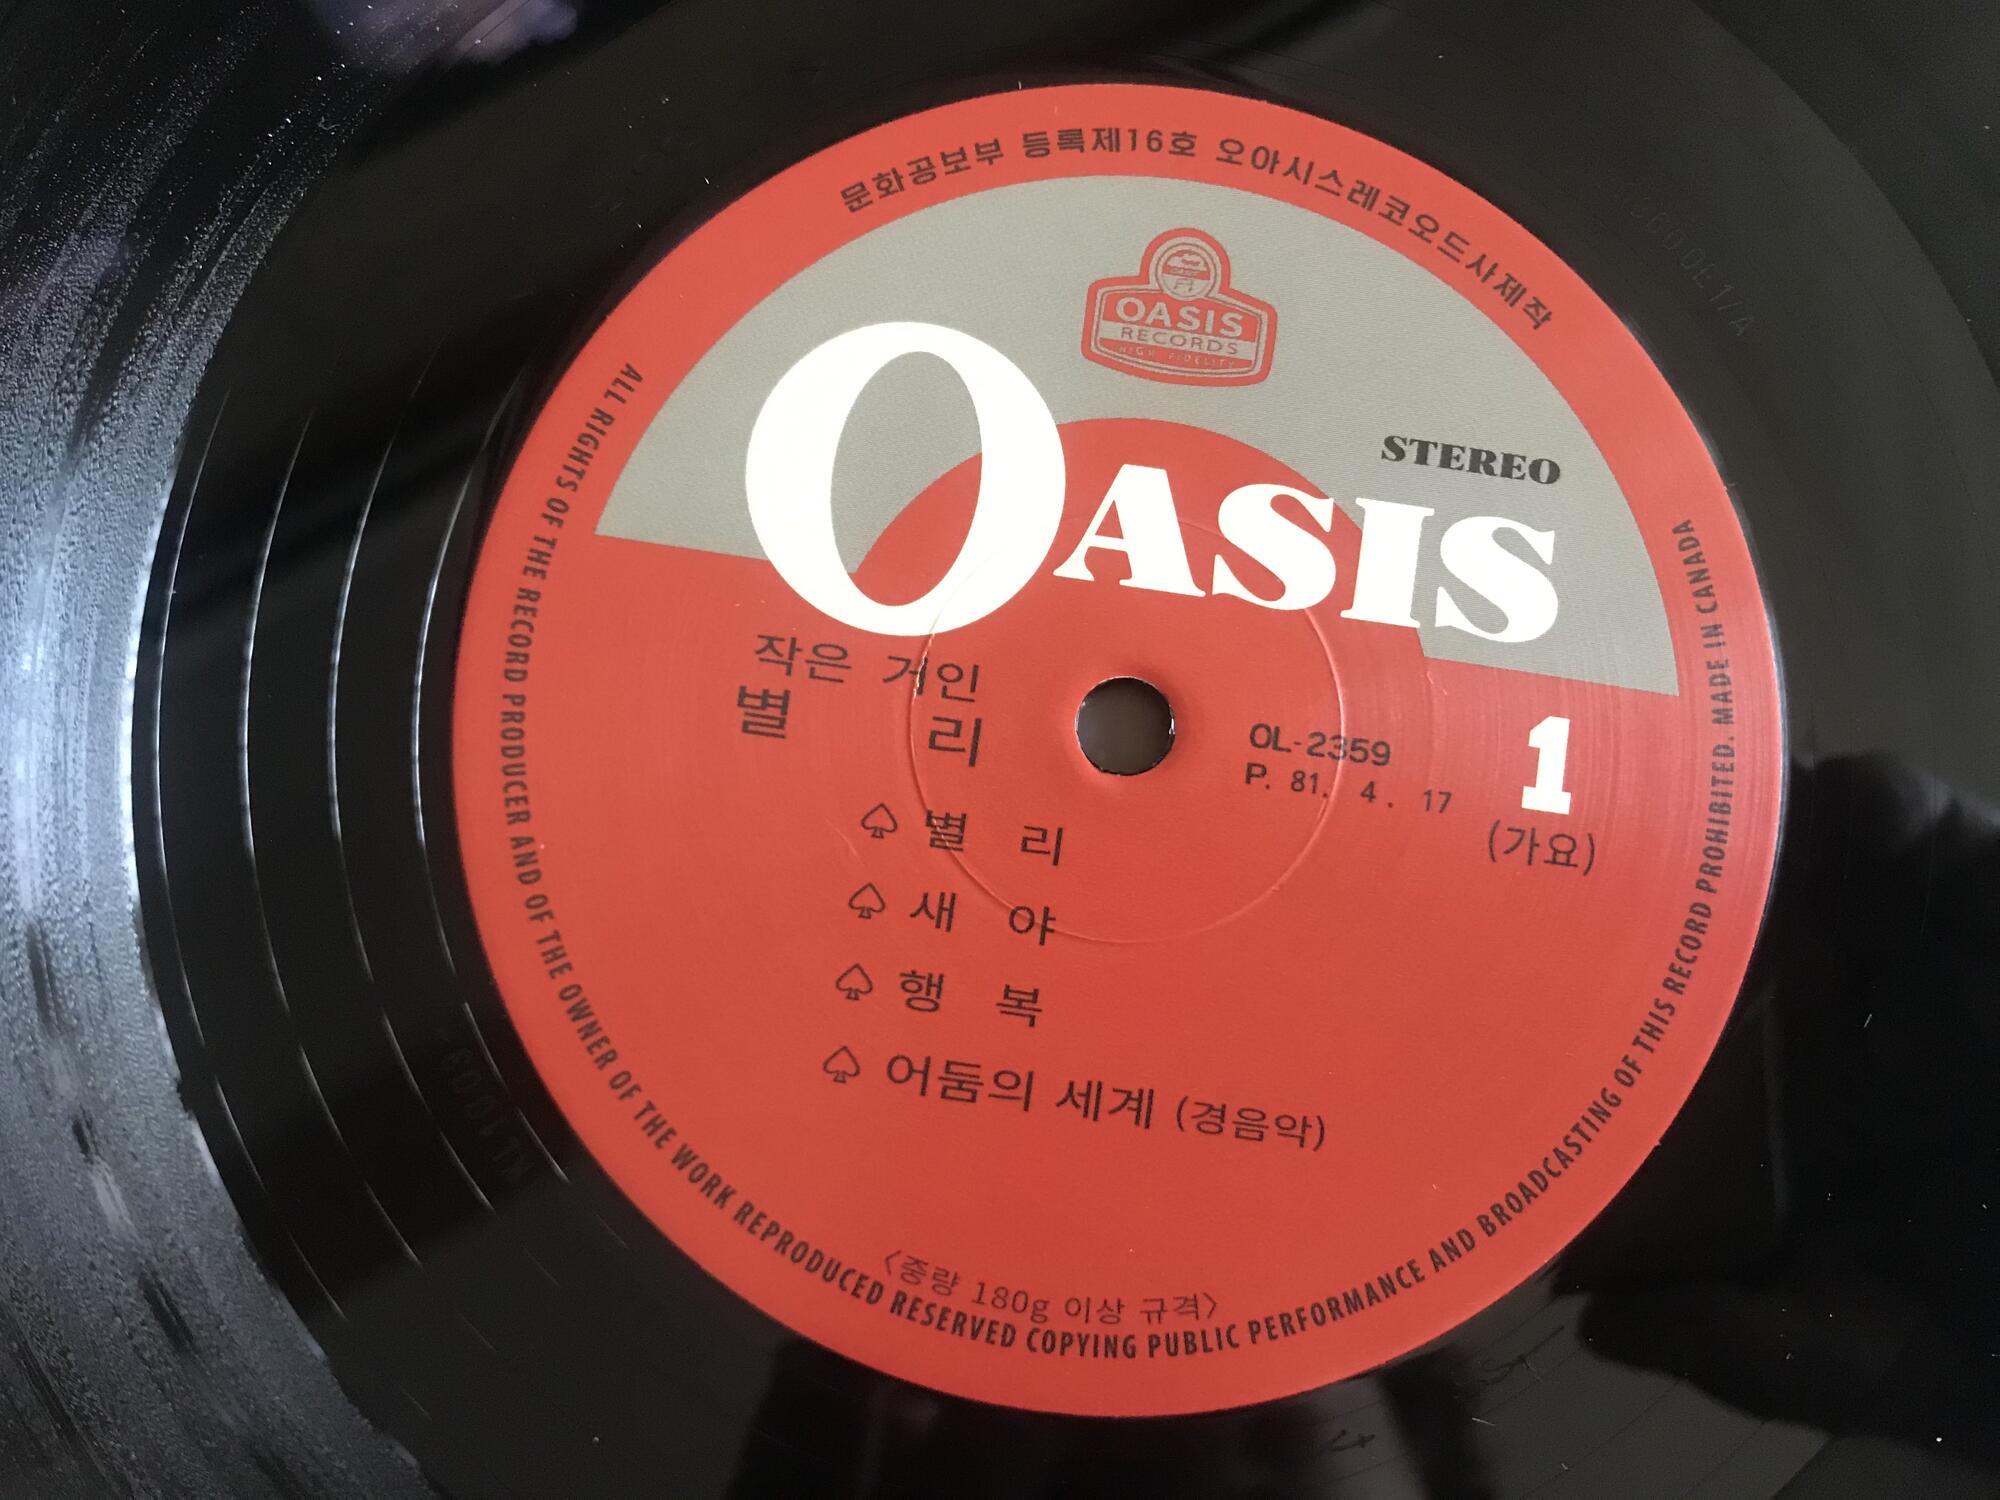 문화공보부 등록제16호 오아시스레코오드사제작
OASIS
RECORDS
HIGH FIDELITY
STEREO
OASIS
작은 거인
별 리
OL-2359
P. 81. 4. 17
1
(가요)
♤ 별 리
♤ 새 야
♤ 행 복
♤ 어둠의 세계 (경음악)
<중량 180g 이상 규격>
ALL RIGHTS OF THE RECORD PRODUCER AND OF THE OWNER OF THE WORK REPRODUCED RESERVED COPYING PUBLIC PERFORMANCE AND BROADCASTING OF THIS RECORD PROHIBITED. MADE IN CANADA